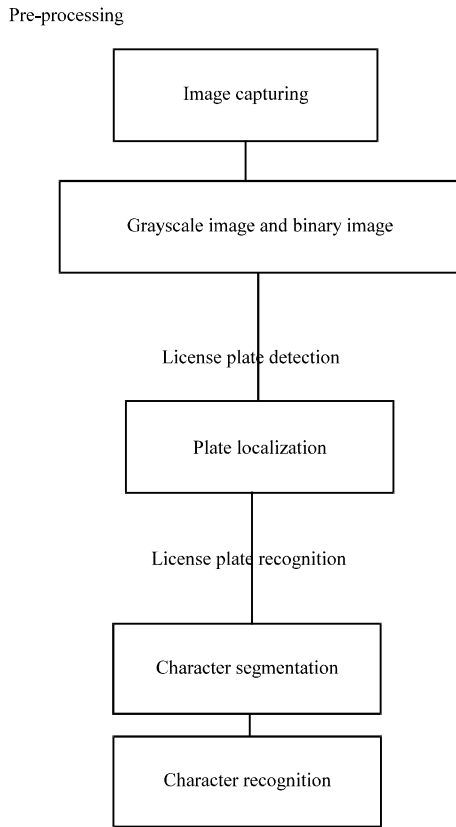 Pre-processing
Image capturing
Grayscale image and binary image
License plate detection
Plate localization
License plate recognition
Character segmentation
Character recognition